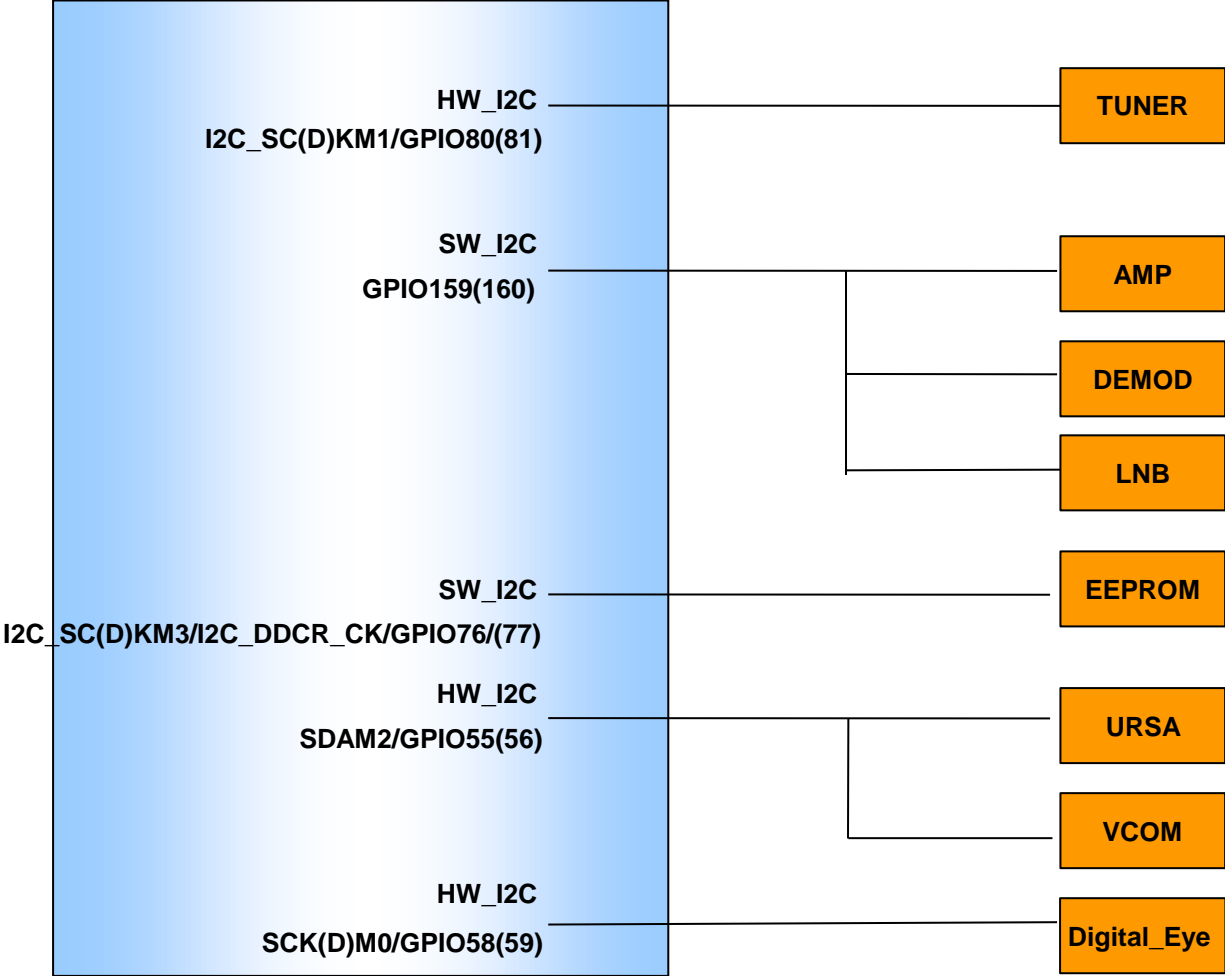 HW_I2C
TUNER
I2C_SC(D)KM1/GPIO80(81)
SW_I2C
AMP
GPIO159(160)
DEMOD
LNB
SW_I2C
EEPROM
I2C_SC(D)KM3/I2C_DDCR_CK/GPIO76/(77)
HW_I2C
URSA
SDAM2/GPIO55(56)
VCOM
HW_I2C
SCK(D)M0/GPIO58(59)
Digital_Eye